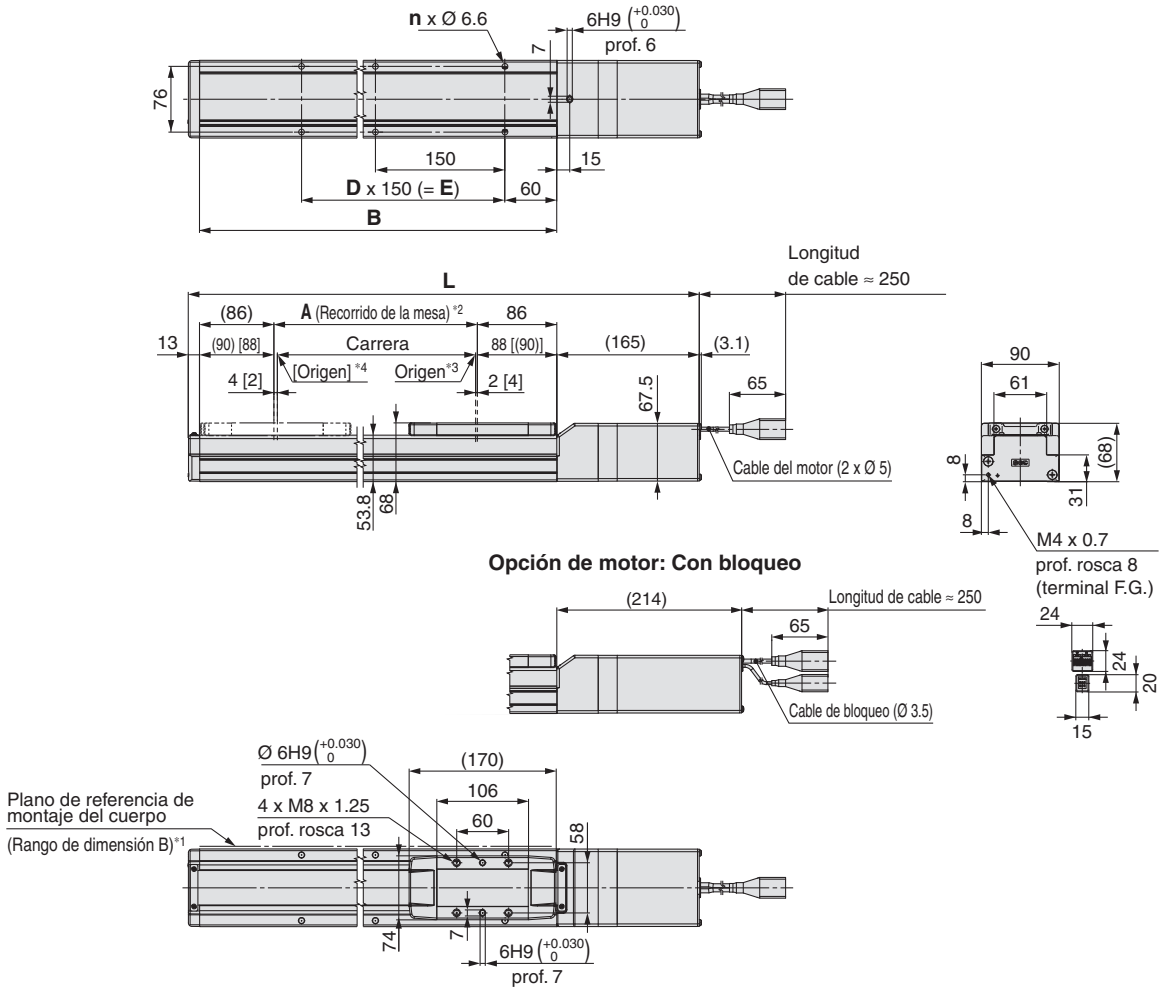 n x Ø 6.6
6H9 (+0.030 0)
prof. 6
7
76
150
15
D x 150 (= E)
60
B
L
Longitud
de cable ≈ 250
(86)
A (Recorrido de la mesa) *2
86
13
(90) [88]
Carrera
88 [(90)]
(165)
(3.1)
[Origen] *4
Origen*3
4 [2]
2 [4]
67.5
65
90
61
Cable del motor (2 x Ø 5)
53.8
68
8
(68)
31
8
M4 x 0.7
prof. rosca 8
(terminal F.G.)
Opción de motor: Con bloqueo
(214)
Longitud de cable ≈ 250
65
Cable de bloqueo (Ø 3.5)
24
24
20
15
Ø 6H9 (+0.030 0)
prof. 7
(170)
Plano de referencia de
montaje del cuerpo
(Rango de dimensión B)*1
4 x M8 x 1.25
prof. rosca 13
106
60
58
74
7
6H9 (+0.030 0)
prof. 7